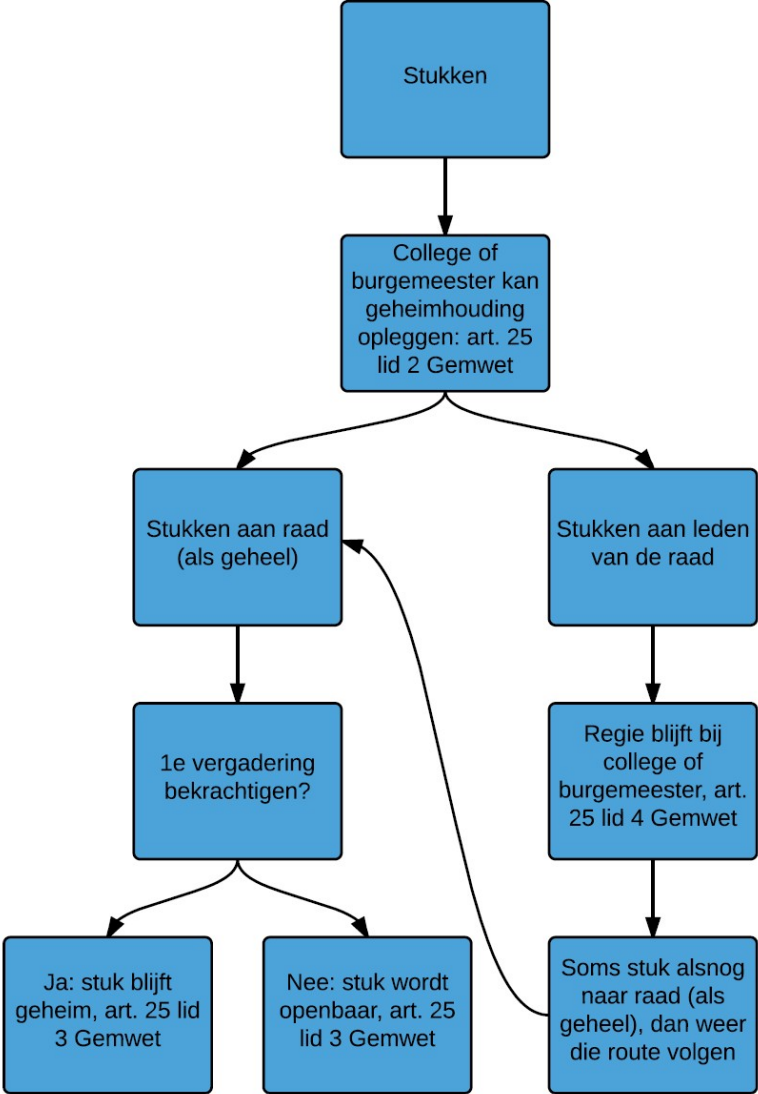 Stukken
College of
burgemeester kan
geheimhouding
opleggen: art. 25
lid 2 Gemwet
Stukken aan raad
(als geheel)
Stukken aan leden
van de raad
1e vergadering
bekrachtigen?
Regie blijft bij
college of
burgemeester, art.
25 lid 4 Gemwet
Ja: stuk blijft
geheim, art. 25 lid
3 Gemwet
Nee: stuk wordt
openbaar, art. 25
lid 3 Gemwet
Soms stuk alsnog
naar raad (als
geheel), dan weer
die route volgen